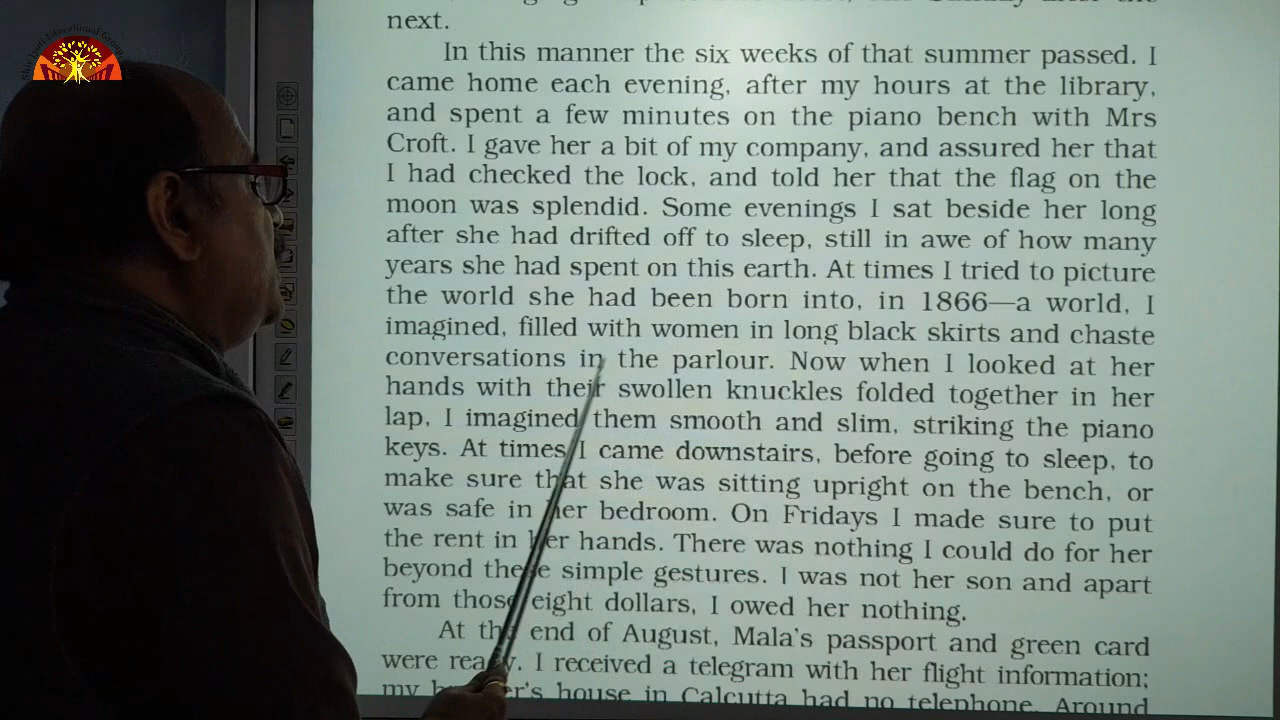 next.
In this manner the six weeks of that summer passed. I
came home each evening, after my hours at the library,
and spent a few minutes on the piano bench with Mrs
Croft. I gave her a bit of my company, and assured her that
I had checked the lock, and told her that the flag on the
moon was splendid. Some evenings I sat beside her long
after she had drifted off to sleep, still in awe of how many
years she had spent on this earth. At times I tried to picture
the world she had been born into, in 1866—a world, I
imagined, filled with women in long black skirts and chaste
conversations in the parlour. Now when I looked at her
hands with their swollen knuckles folded together in her
lap, I imagined them smooth and slim, striking the piano
keys. At times I came downstairs, before going to sleep, to
make sure that she was sitting upright on the bench, or
was safe in her bedroom. On Fridays I made sure to put
the rent in her hands. There was nothing I could do for her
beyond these simple gestures. I was not her son and apart
from those eight dollars, I owed her nothing.
At the end of August, Mala's passport and green card
were ready. I received a telegram with her flight information;
my brother's house in Calcutta had no telephone. Around